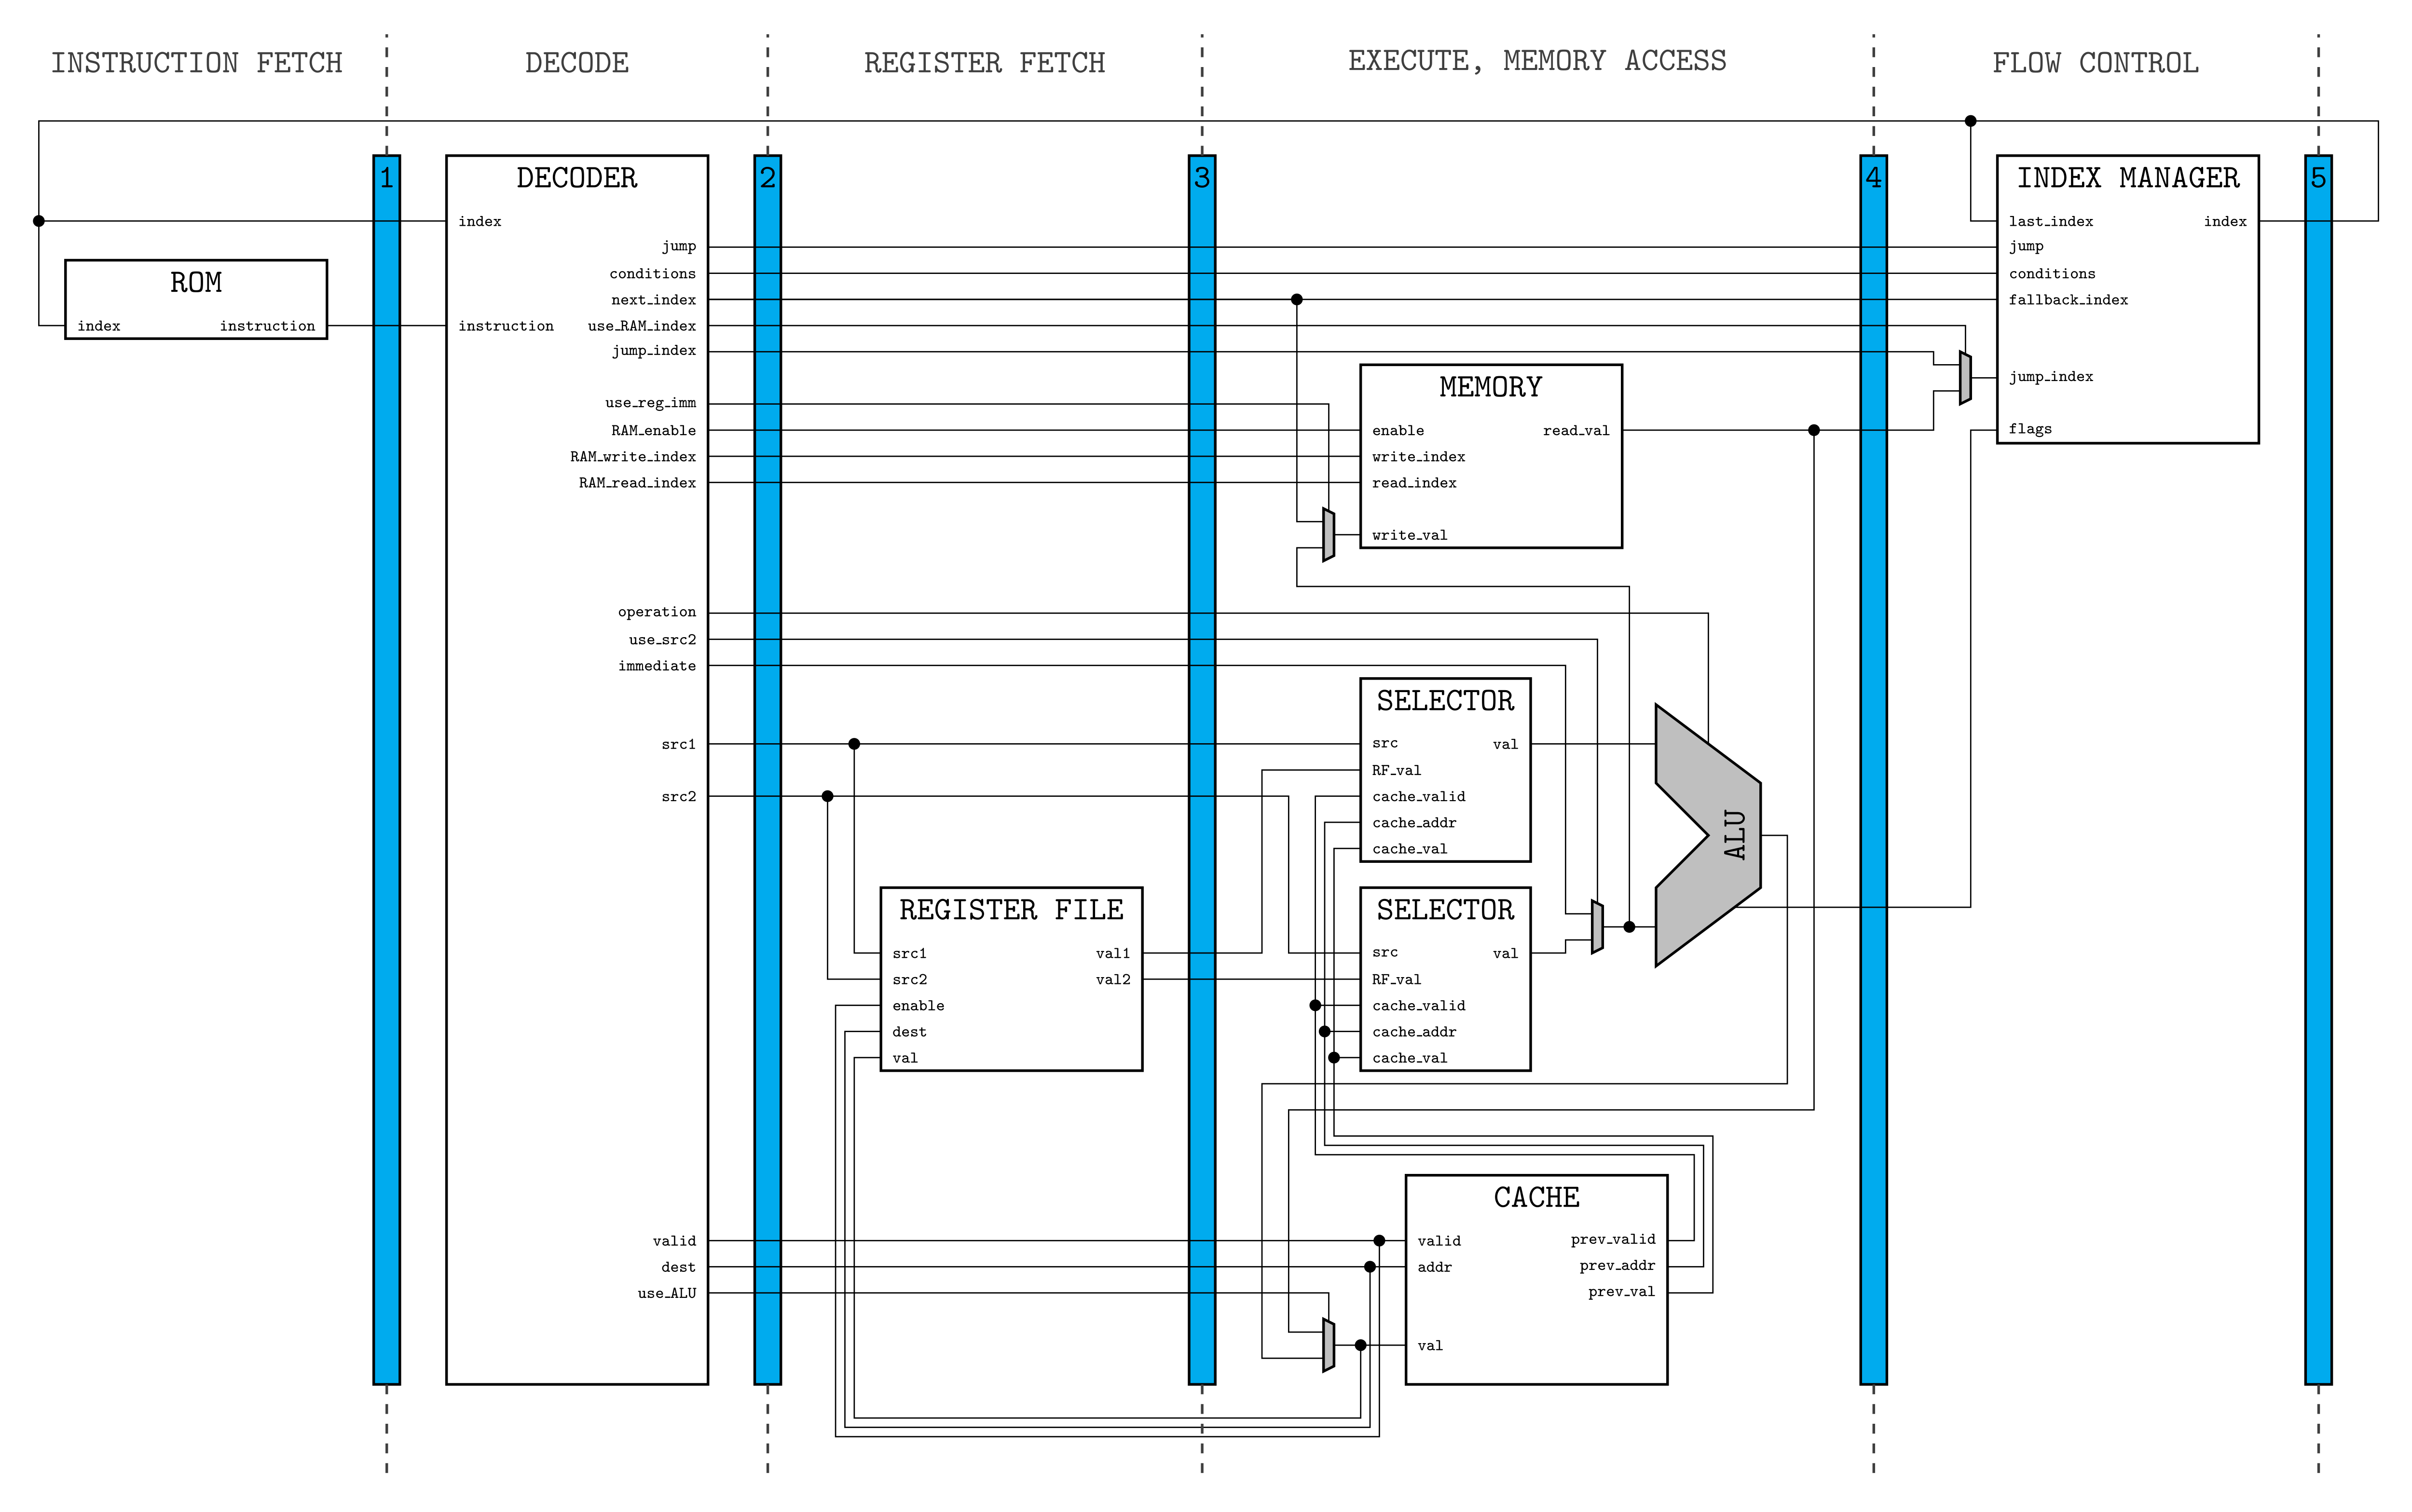 INSTRUCTION FETCH
DECODE
REGISTER FETCH
EXECUTE, MEMORY ACCESS
FLOW CONTROL
1
2
3
4
5
ROM
index
instruction
DECODER
index
instruction
jump
conditions
next_index
use_RAM_index
jump_index
use_reg_imm
RAM_enable
RAM_write_index
RAM_read_index
operation
use_src2
immediate
src1
src2
valid
dest
use_ALU
REGISTER FILE
src1
src2
enable
dest
val
val1
val2
MEMORY
enable
write_index
read_index
write_val
read_val
SELECTOR
src
RF_val
cache_valid
cache_addr
cache_val
val
SELECTOR
src
RF_val
cache_valid
cache_addr
cache_val
val
ALU
CACHE
valid
addr
val
prev_valid
prev_addr
prev_val
INDEX MANAGER
last_index
jump
conditions
fallback_index
jump_index
flags
index